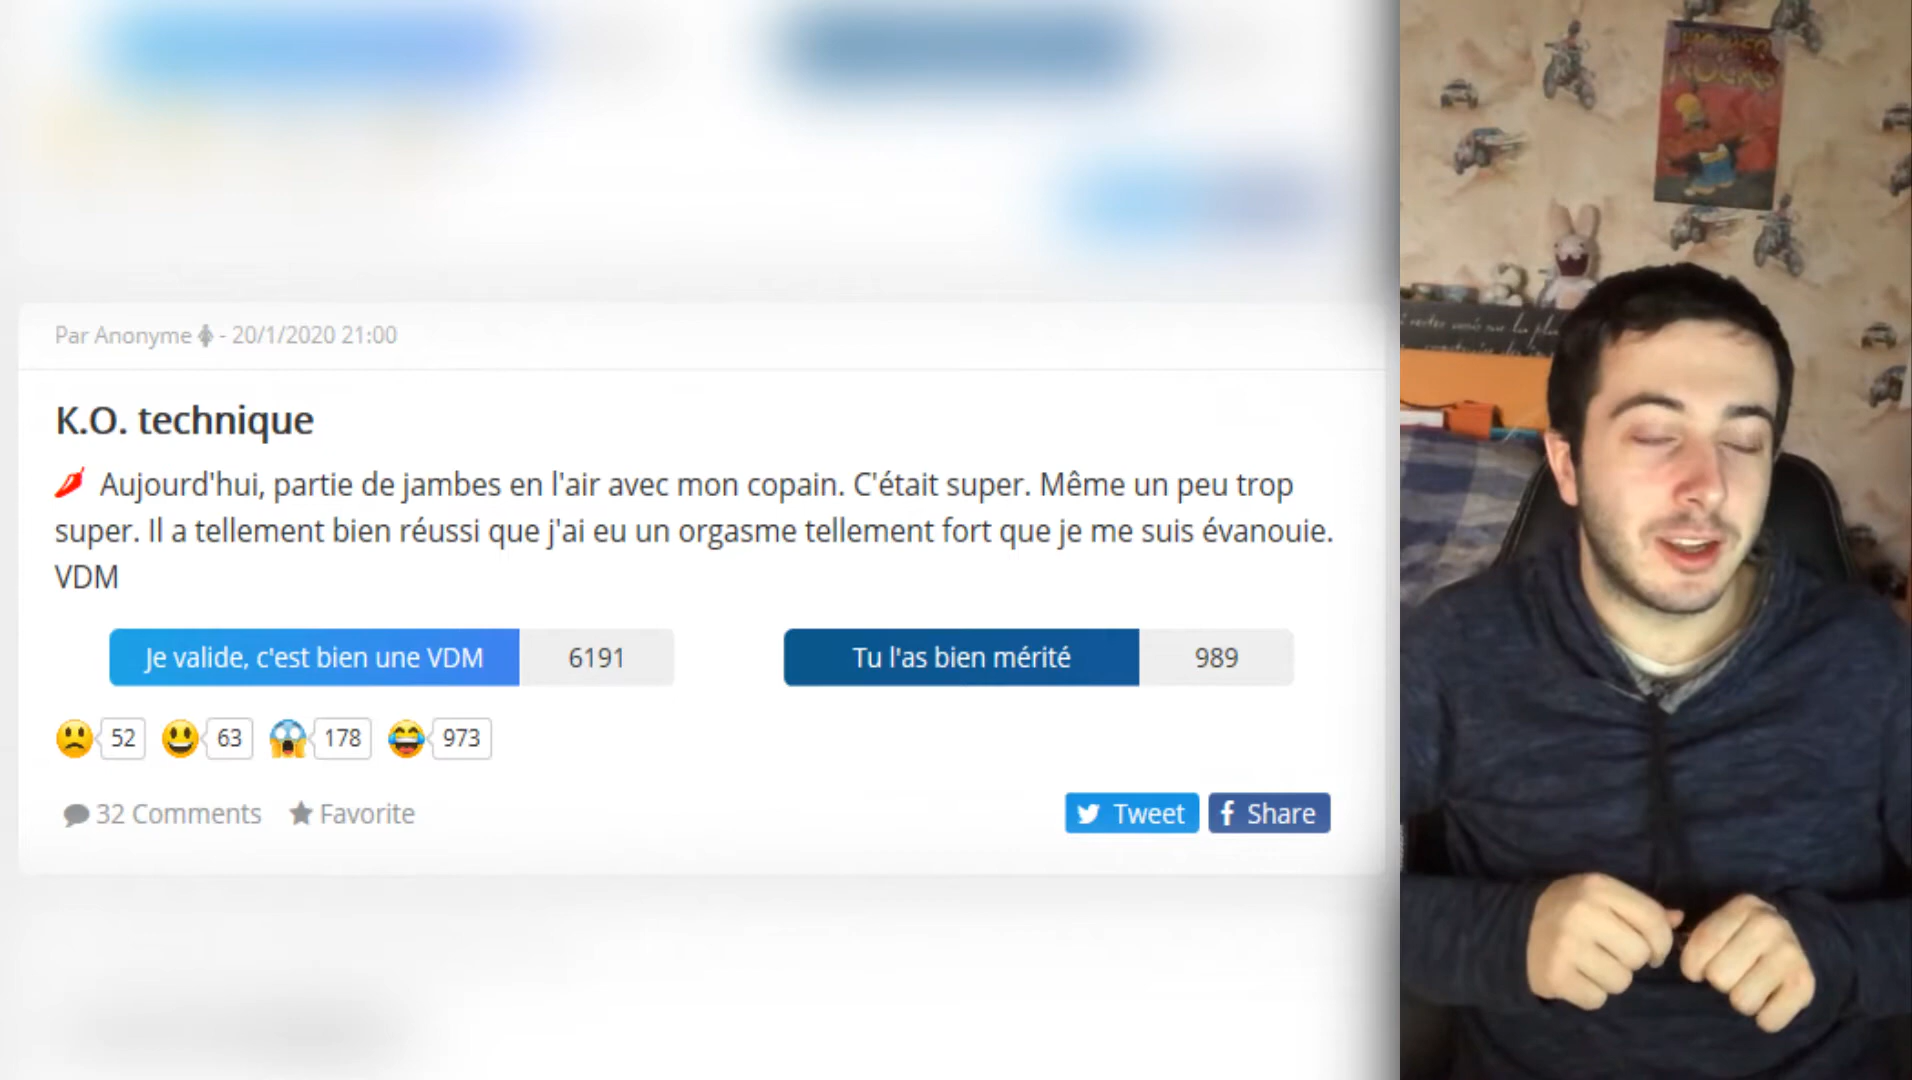 Par Anonyme - 20/1/2020 21:00
K.O. technique
Aujourd'hui, partie de jambes en l'air avec mon copain. C'était super. Même un peu trop
super. Il a tellement bien réussi que j'ai eu un orgasme tellement fort que je me suis évanouie.
VDM
Je valide, c'est bien une VDM 6191
Tu l'as bien mérité 989
52 63 178 973
32 Comments Favorite
Tweet Share